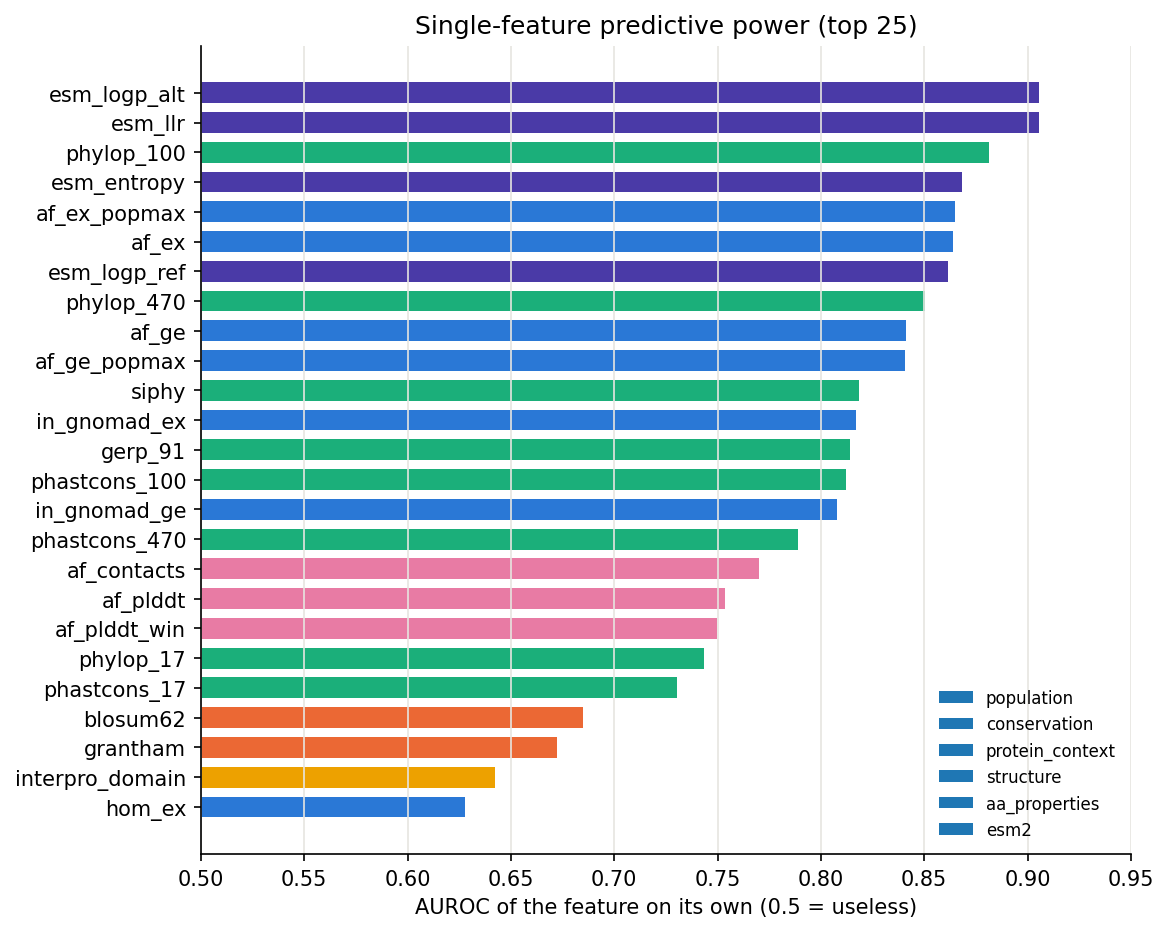 Single-feature predictive power (top 25)
esm_logp_alt
esm_llr
phylop_100
esm_entropy
af_ex_popmax
af_ex
esm_logp_ref
phylop_470
af_ge
af_ge_popmax
siphy
in_gnomad_ex
gerp_91
phastcons_100
in_gnomad_ge
phastcons_470
af_contacts
af_plddt
af_plddt_win
phylop_17
phastcons_17
blosum62
grantham
interpro_domain
hom_ex
population
conservation
protein_context
structure
aa_properties
esm2
0.50 0.55 0.60 0.65 0.70 0.75 0.80 0.85 0.90 0.95
AUROC of the feature on its own (0.5 = useless)